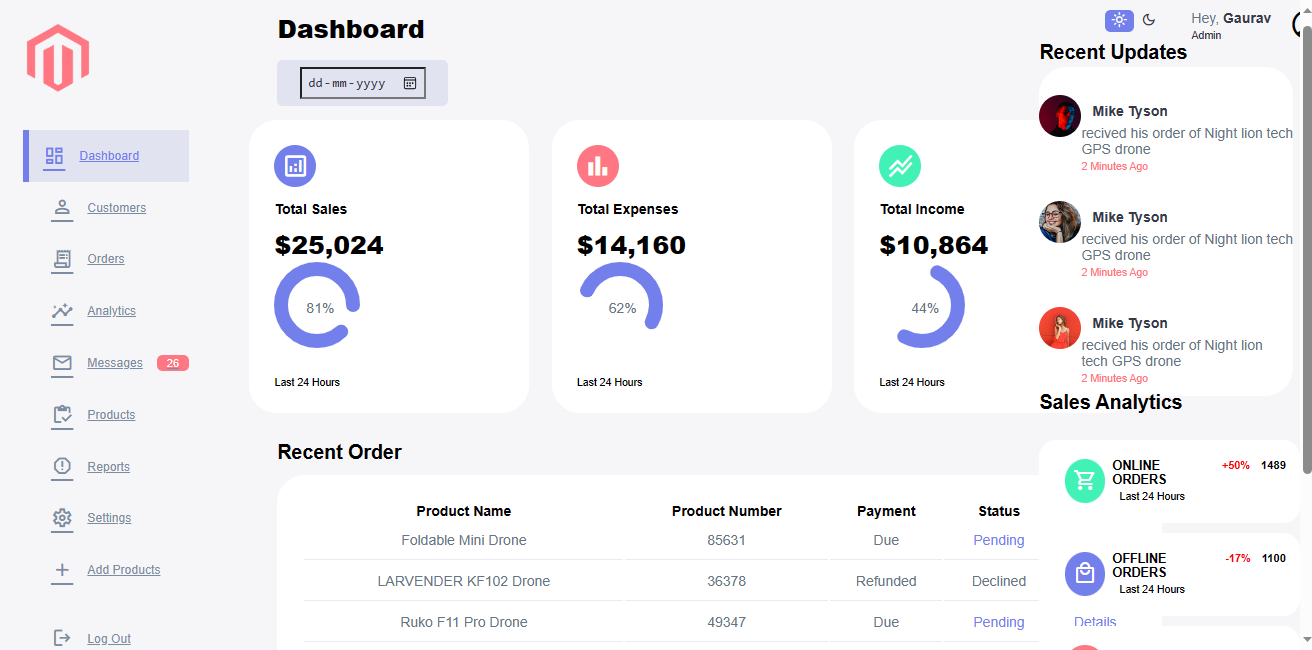 Dashboard
Hey, Gaurav
Admin
dd-mm-yyyy
Dashboard
Customers
Orders
Analytics
Messages 26
Products
Reports
Settings
Add Products
Log Out
Total Sales
$25,024
81%
Last 24 Hours
Total Expenses
$14,160
62%
Last 24 Hours
Total Income
$10,864
44%
Last 24 Hours
Recent Order
Product Name Product Number Payment Status
Foldable Mini Drone 85631 Due Pending
LARVENDER KF102 Drone 36378 Refunded Declined
Ruko F11 Pro Drone 49347 Due Pending
Details
Recent Updates
Mike Tyson
recived his order of Night lion tech
GPS drone
2 Minutes Ago
Mike Tyson
recived his order of Night lion tech
GPS drone
2 Minutes Ago
Mike Tyson
recived his order of Night lion
tech GPS drone
2 Minutes Ago
Sales Analytics
ONLINE
ORDERS
Last 24 Hours
+50% 1489
OFFLINE
ORDERS
Last 24 Hours
-17% 1100